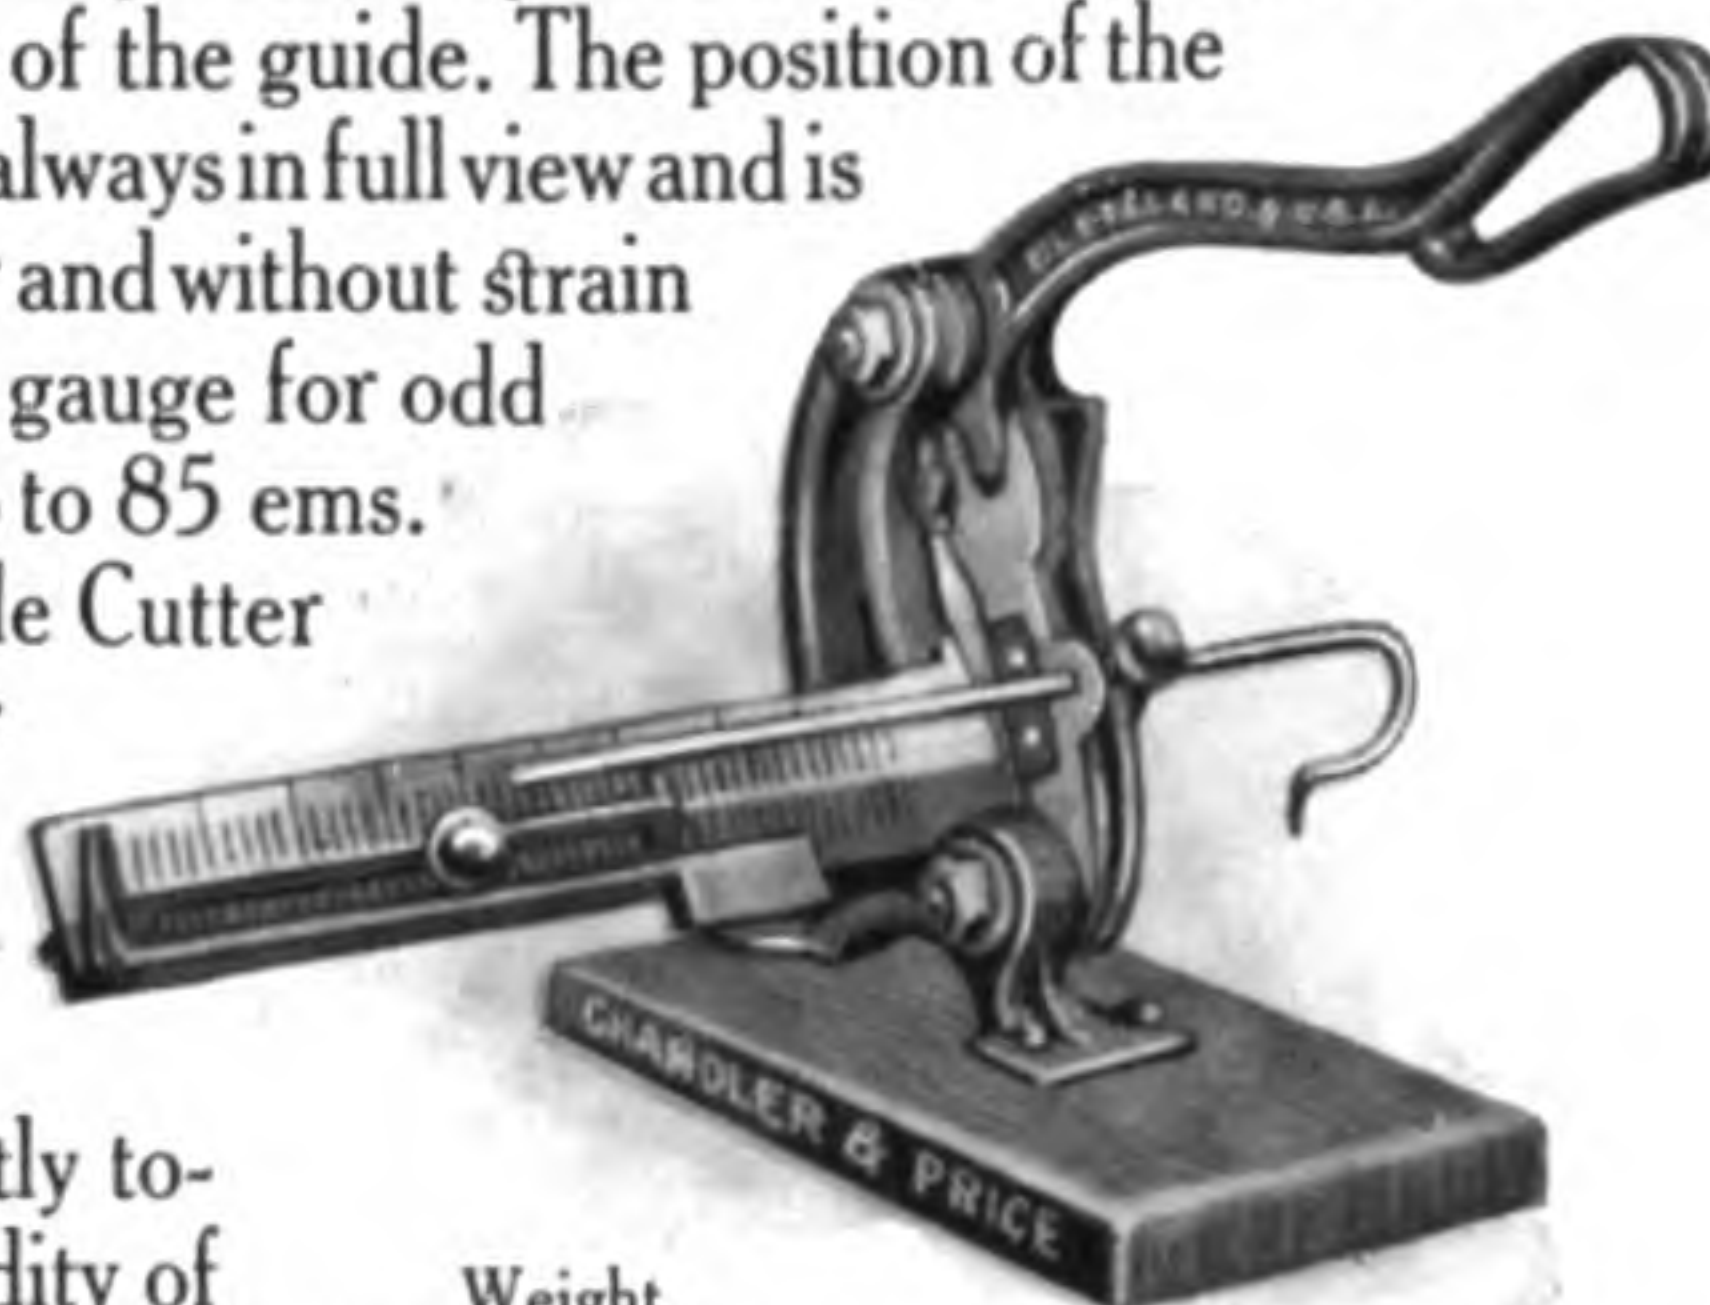 of the guide. The position of the
always in full view and is
and without strain
gauge for odd
to 85 ems.
Cutter
tly to-
dity of
Weight
CHANDLER & PRICE